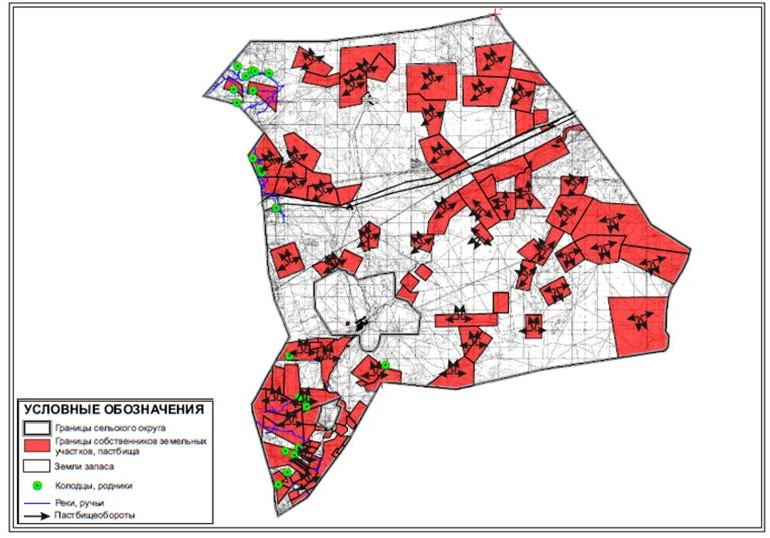 УСЛОВНЫЕ ОБОЗНАЧЕНИЯ
Границы сельского округа
Границы собственников земельных
участков, пастбища
Земли запаса
Колодцы, родники
Реки, ручьи
Пастбищеобороты